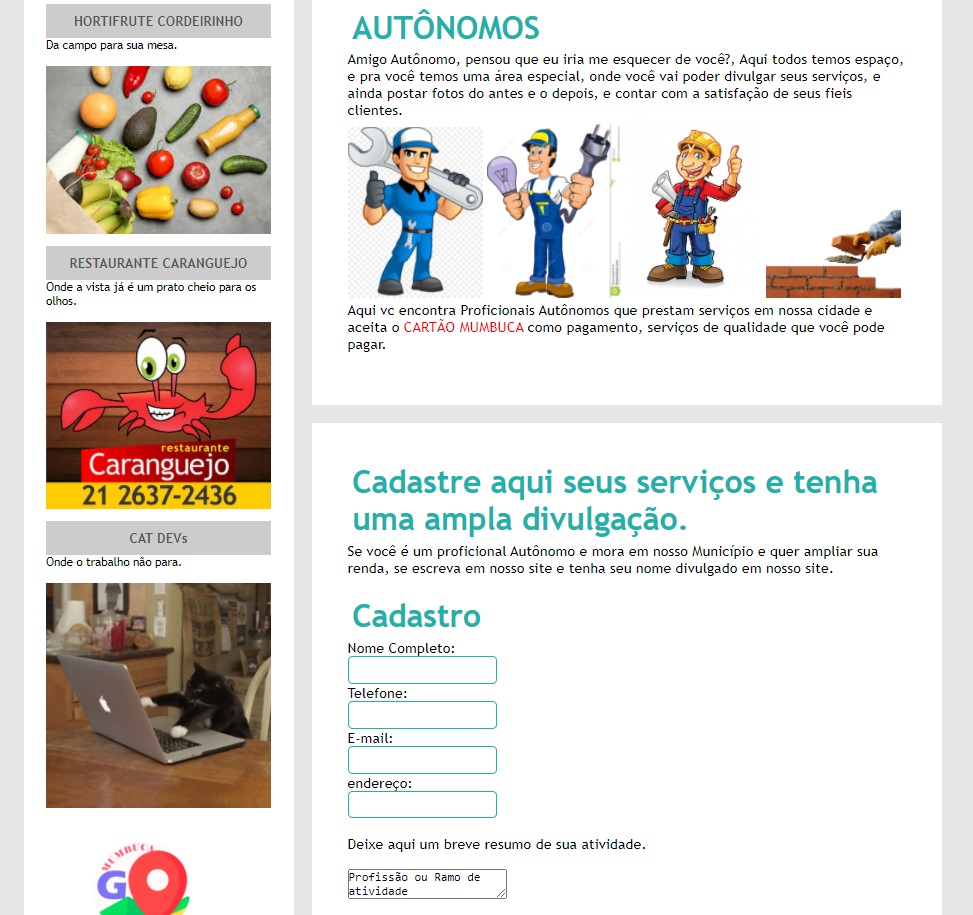 HORTIFRUTE CORDEIRINHO
Da campo para sua mesa.
RESTAURANTE CARANGUEJO
Onde a vista já é um prato cheio para os
olhos.
restaurante
Caranguejo
21 2637-2436
CAT DEVs
Onde o trabalho não para.
MUMBUCA
G
AUTÔNOMOS
Amigo Autônomo, pensou que eu iria me esquecer de você?, Aqui todos temos espaço,
e pra você temos uma área especial, onde você vai poder divulgar seus serviços, e
ainda postar fotos do antes e o depois, e contar com a satisfação de seus fieis
clientes.
Aqui vc encontra Proficionais Autônomos que prestam serviços em nossa cidade e
aceita o CARTÃO MUMBUCA como pagamento, serviços de qualidade que você pode
pagar.
Cadastre aqui seus serviços e tenha
uma ampla divulgação.
Se você é um proficional Autônomo e mora em nosso Município e quer ampliar sua
renda, se escreva em nosso site e tenha seu nome divulgado em nosso site.
Cadastro
Nome Completo:
Telefone:
E-mail:
endereço:
Deixe aqui um breve resumo de sua atividade.
Profissão ou Ramo de
atividade